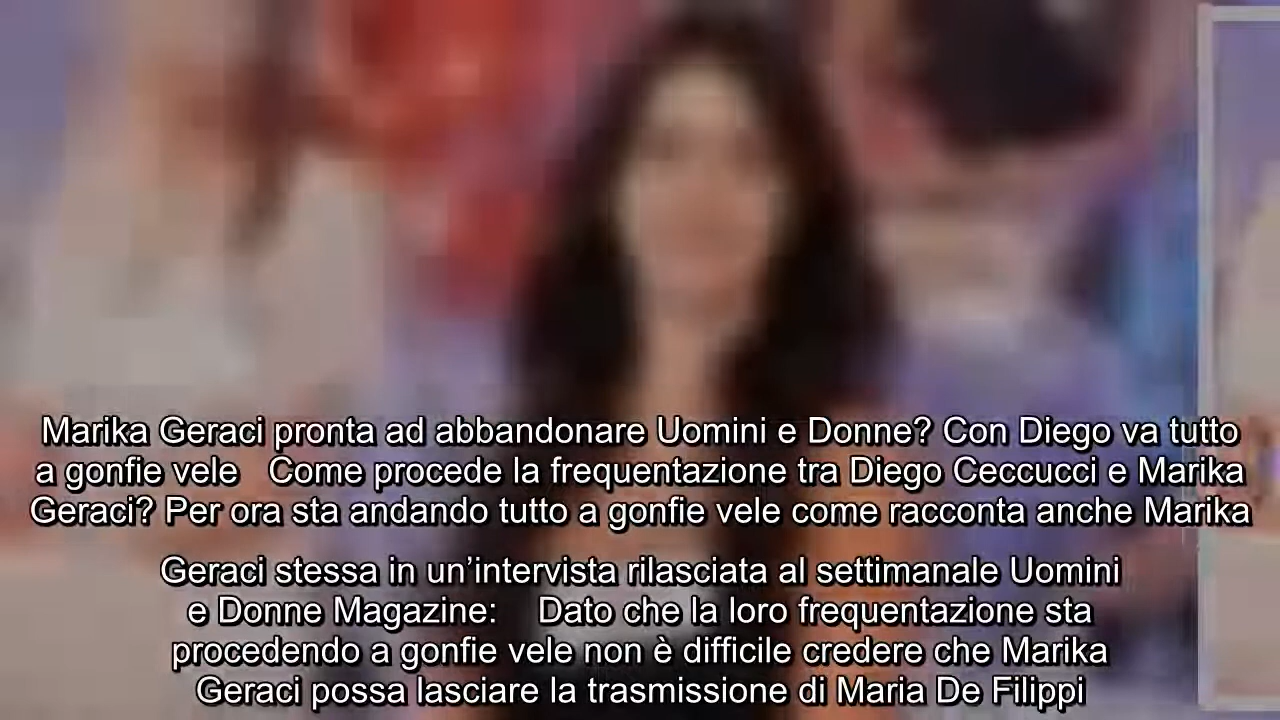 Marika Geraci pronta ad abbandonare Uomini e Donne? Con Diego va tutto
a gonfie vele   Come procede la frequentazione tra Diego Ceccucci e Marika
Geraci? Per ora sta andando tutto a gonfie vele come racconta anche Marika
Geraci stessa in un’intervista rilasciata al settimanale Uomini
e Donne Magazine:    Dato che la loro frequentazione sta
procedendo a gonfie vele non è difficile credere che Marika
Geraci possa lasciare la trasmissione di Maria De Filippi